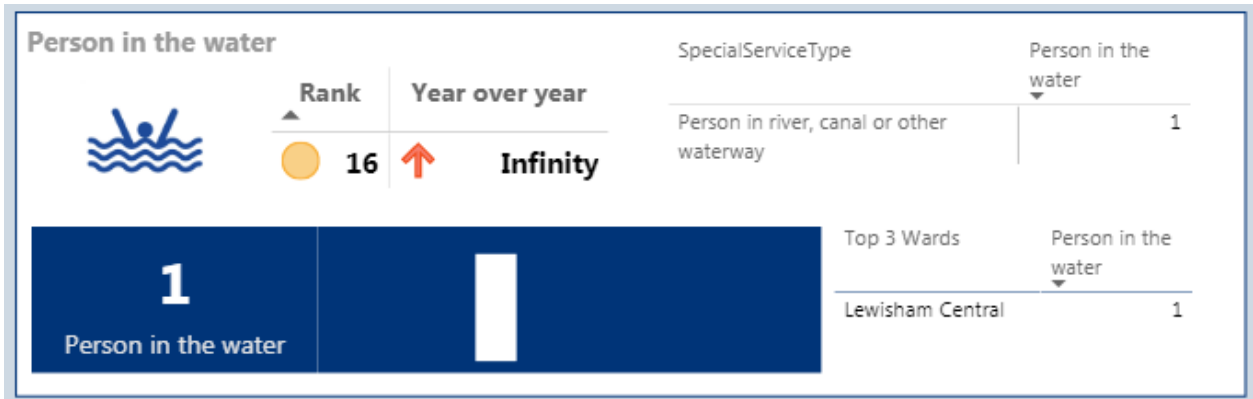 Person in the water
Rank Year over year
16 Infinity
SpecialServiceType Person in the
water
Person in river, canal or other 1
waterway
1
Person in the water
Top 3 Wards Person in the
water
Lewisham Central 1